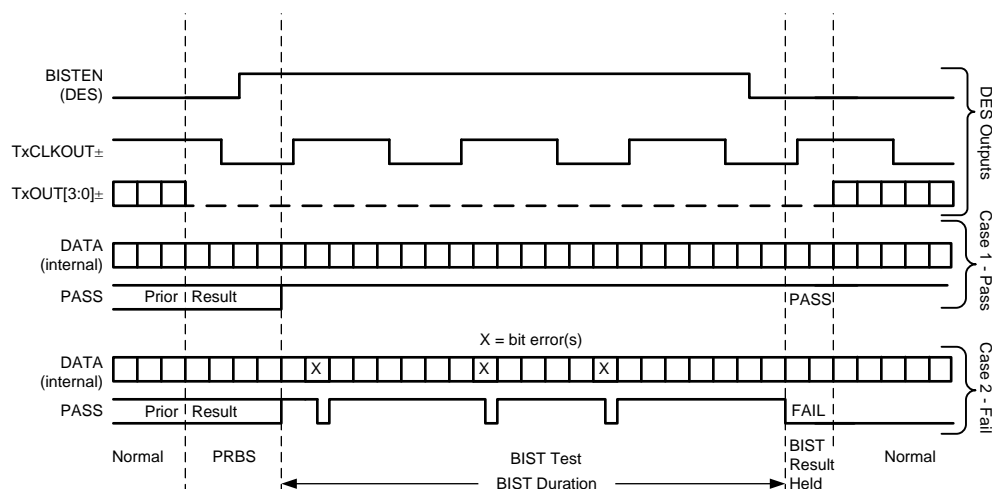 BISTEN
(DES)
TxCLKOUT±
TxOUT[3:0]±
DES Outputs
DATA
(internal)
PASS
Prior Result
PASS
Case 1 - Pass
X = bit error(s)
DATA
(internal)
X
X
X
PASS
Prior Result
FAIL
Case 2 - Fail
Normal
PRBS
BIST Test
BIST Duration
BIST
Result
Held
Normal